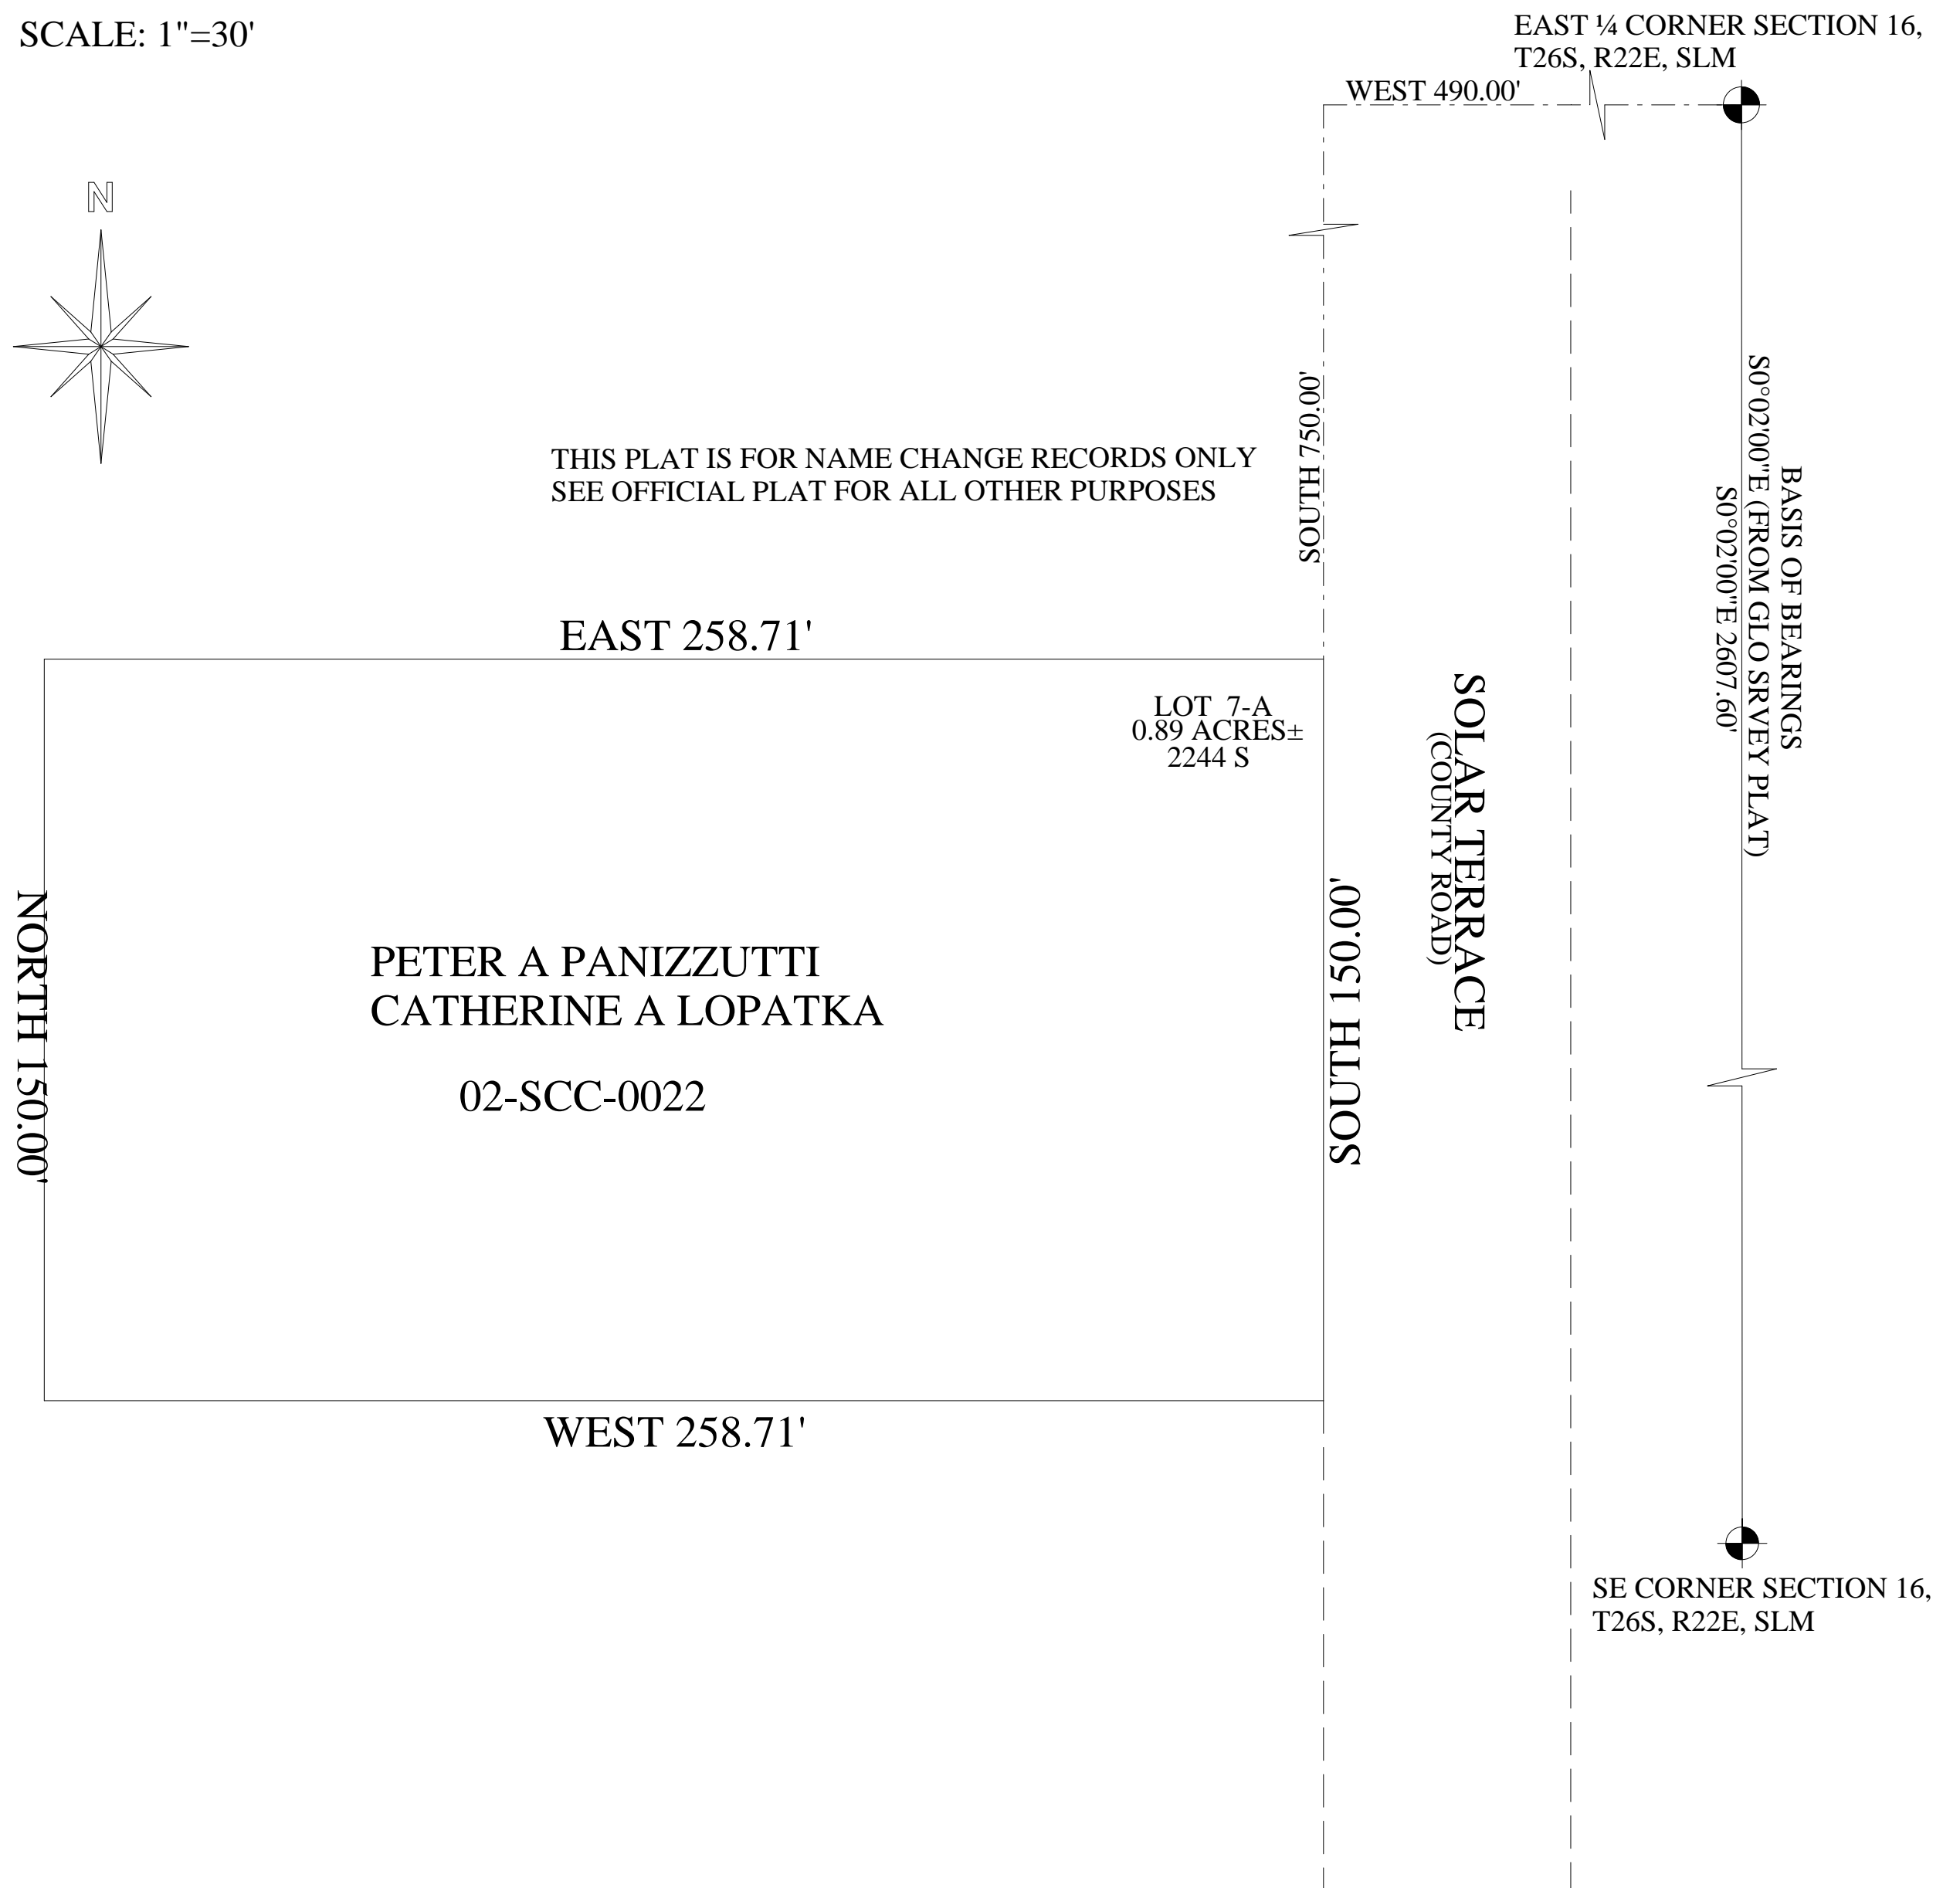 SCALE: 1"=30'
EAST ¼ CORNER SECTION 16,
T26S, R22E, SLM
WEST 490.00'
N
SOUTH 750.00'
THIS PLAT IS FOR NAME CHANGE RECORDS ONLY
SEE OFFICIAL PLAT FOR ALL OTHER PURPOSES
BASIS OF BEARINGS
S0°02'00"E (FROM GLO SRVEY PLAT)
S0°02'00"E 2607.60'
EAST 258.71'
LOT 7-A
0.89 ACRES±
2244 S
SOLAR TERRACE
(COUNTY ROAD)
NORTH 150.00'
PETER A PANIZZUTTI
CATHERINE A LOPATKA
02-SCC-0022
SOUTH 150.00'
WEST 258.71'
SE CORNER SECTION 16,
T26S, R22E, SLM